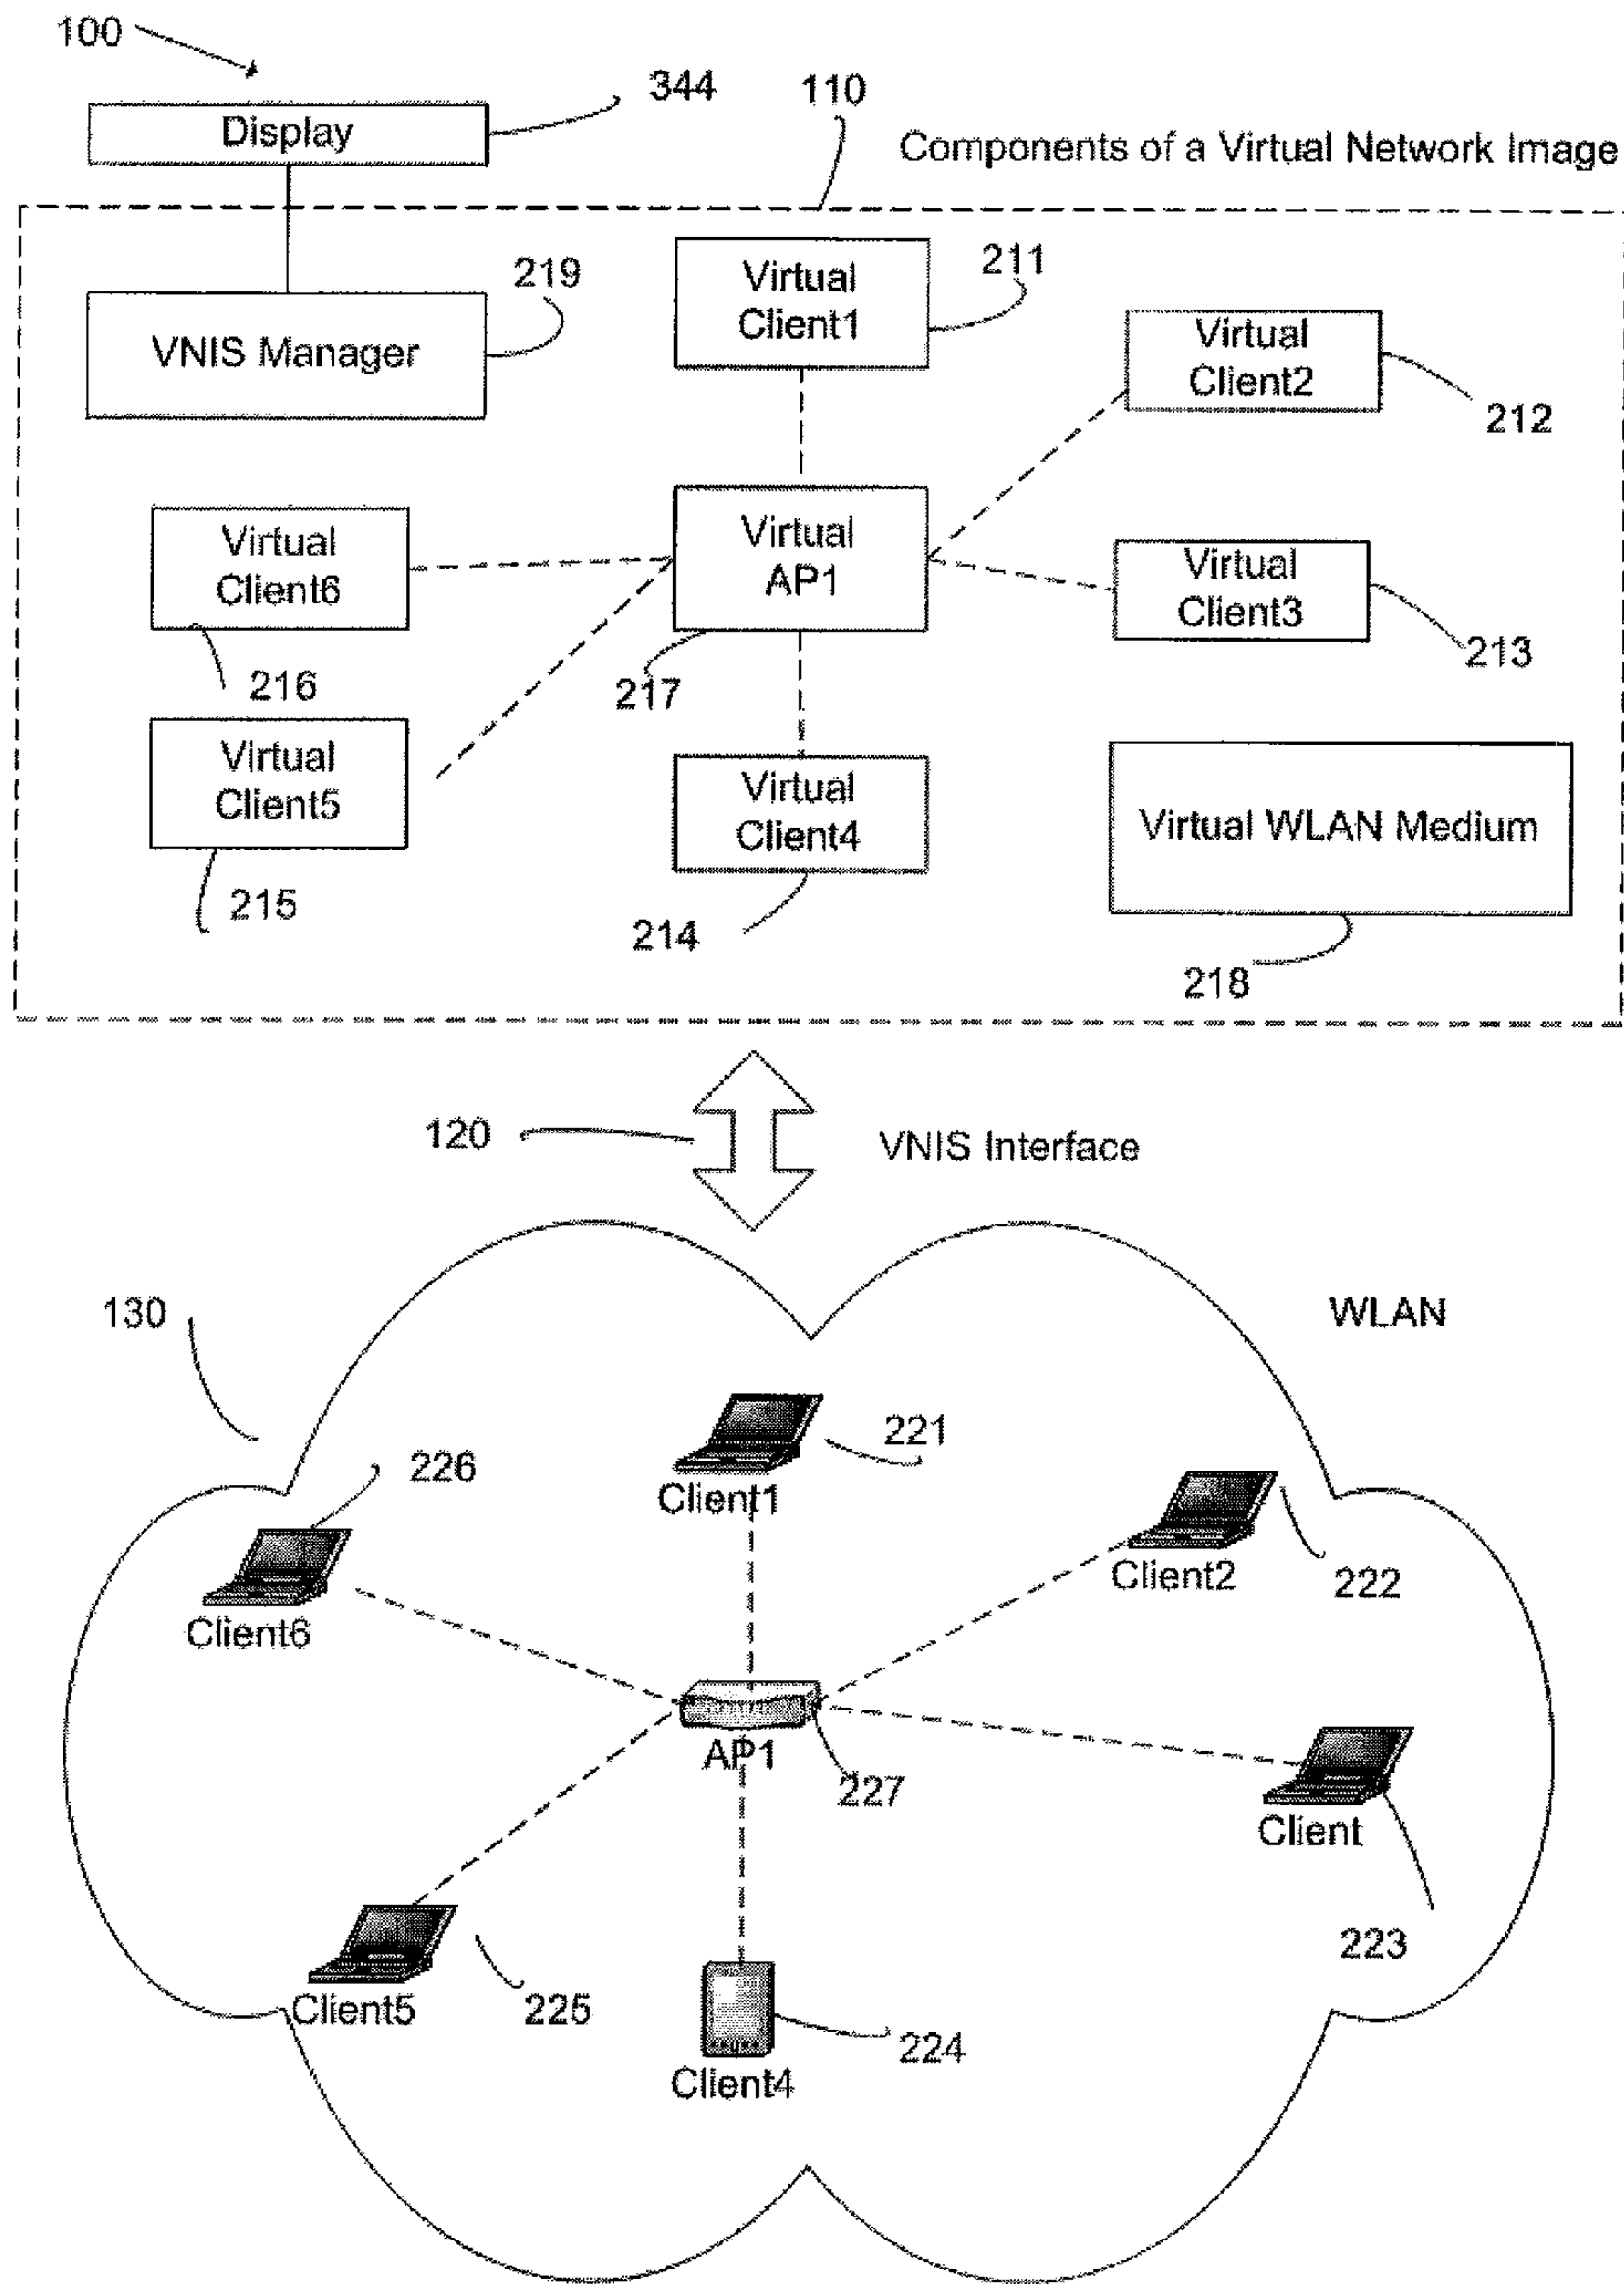 100
344
110
Display
Components of a Virtual Network Image
219
211
Virtual
Client1
VNIS Manager
Virtual
Client2
212
Virtual
Client6
Virtual
AP1
Virtual
Client3
213
216
217
Virtual
Client5
Virtual
Client4
Virtual WLAN Medium
215
214
218
120
VNIS Interface
130
WLAN
221
226
Client1
Client2
222
Client6
AP1
227
Client
223
Client5
225
224
Client4